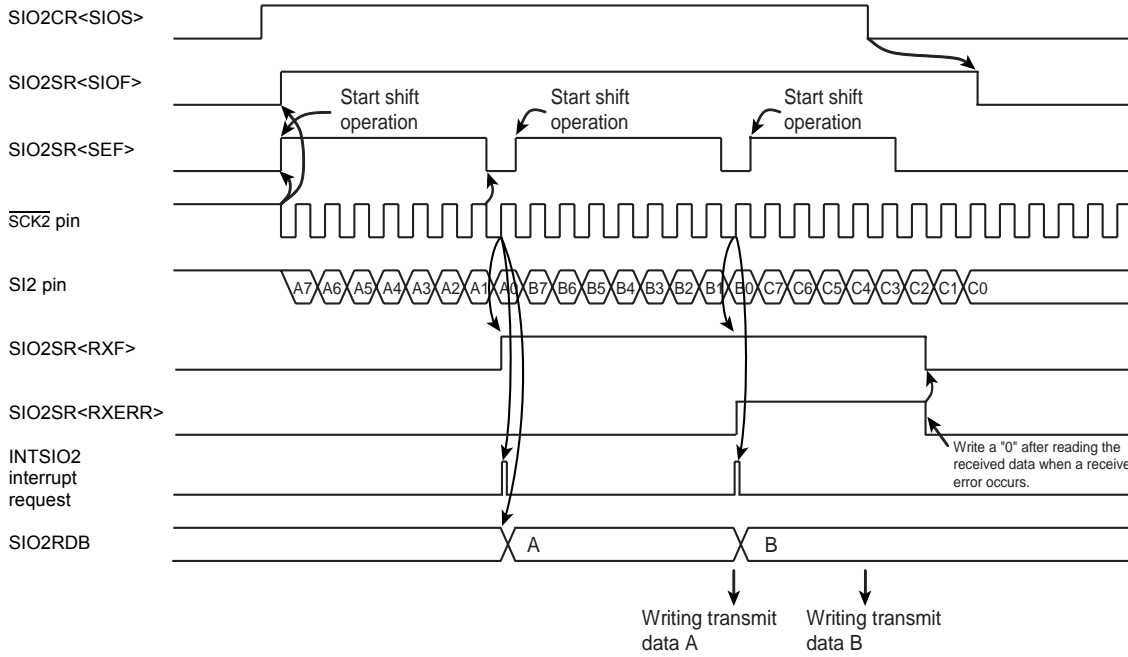 SIO2CR<SIOS>
SIO2SR<SIOF>
Start shift operation
Start shift operation
Start shift operation
SIO2SR<SEF>
SCK2 pin
SI2 pin
A7 A6 A5 A4 A3 A2 A1 A0 B7 B6 B5 B4 B3 B2 B1 B0 C7 C6 C5 C4 C3 C2 C1 C0
SIO2SR<RXF>
SIO2SR<RXERR>
Write a "0" after reading the
received data when a receive
error occurs.
INTSIO2
interrupt
request
SIO2RDB
A
B
Writing transmit
data A
Writing transmit
data B